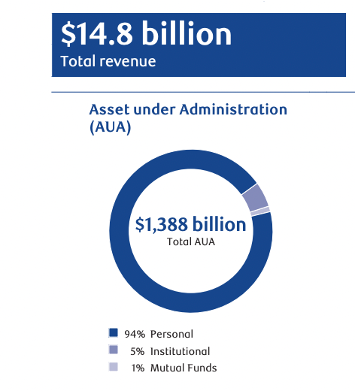 $14.8 billion
Total revenue
Asset under Administration
(AUA)
$1,388 billion
Total AUA
94% Personal
5% Institutional
1% Mutual Funds